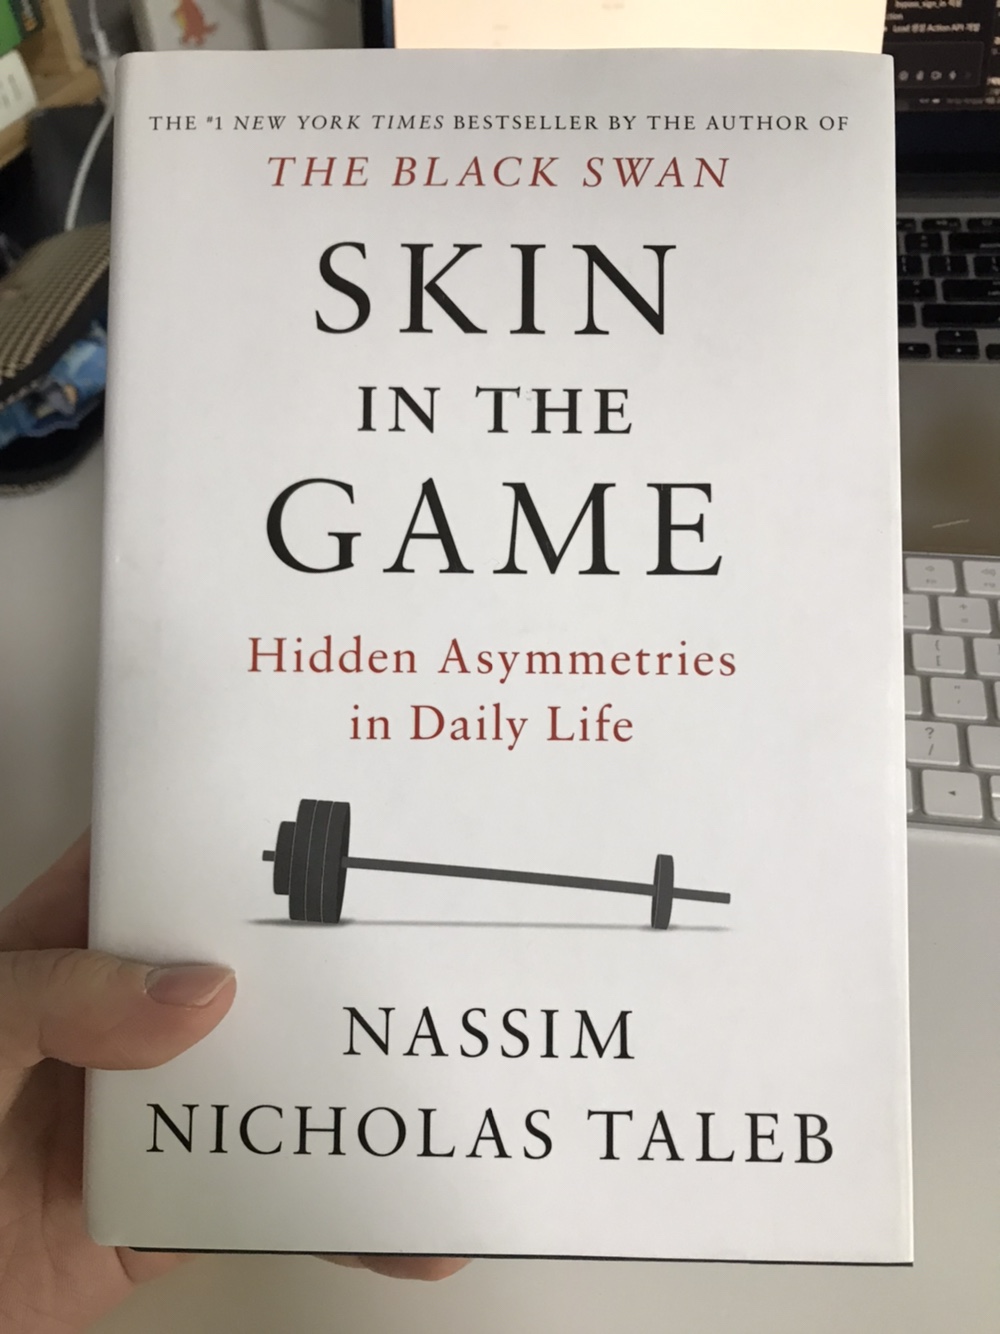 THE #1 NEW YORK TIMES BESTSELLER BY THE AUTHOR OF
THE BLACK SWAN
SKIN
IN THE
GAME
Hidden Asymmetries
in Daily Life
NASSIM
NICHOLAS TALEB